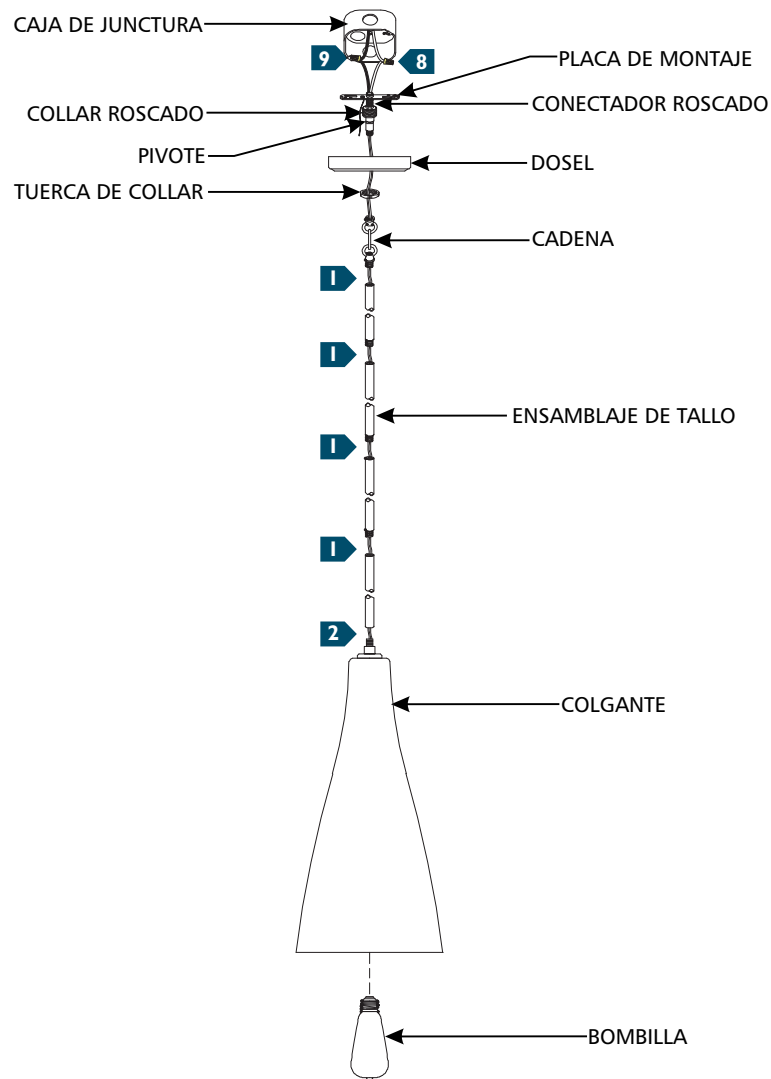 CAJA DE JUNCTURA
9
8
PLACA DE MONTAJE
CONECTADOR ROSCADO
COLLAR ROSCADO
PIVOTE
DOSEL
TUERCA DE COLLAR
CADENA
1
1
ENSAMBLAJE DE TALLO
1
1
2
COLGANTE
BOMBILLA